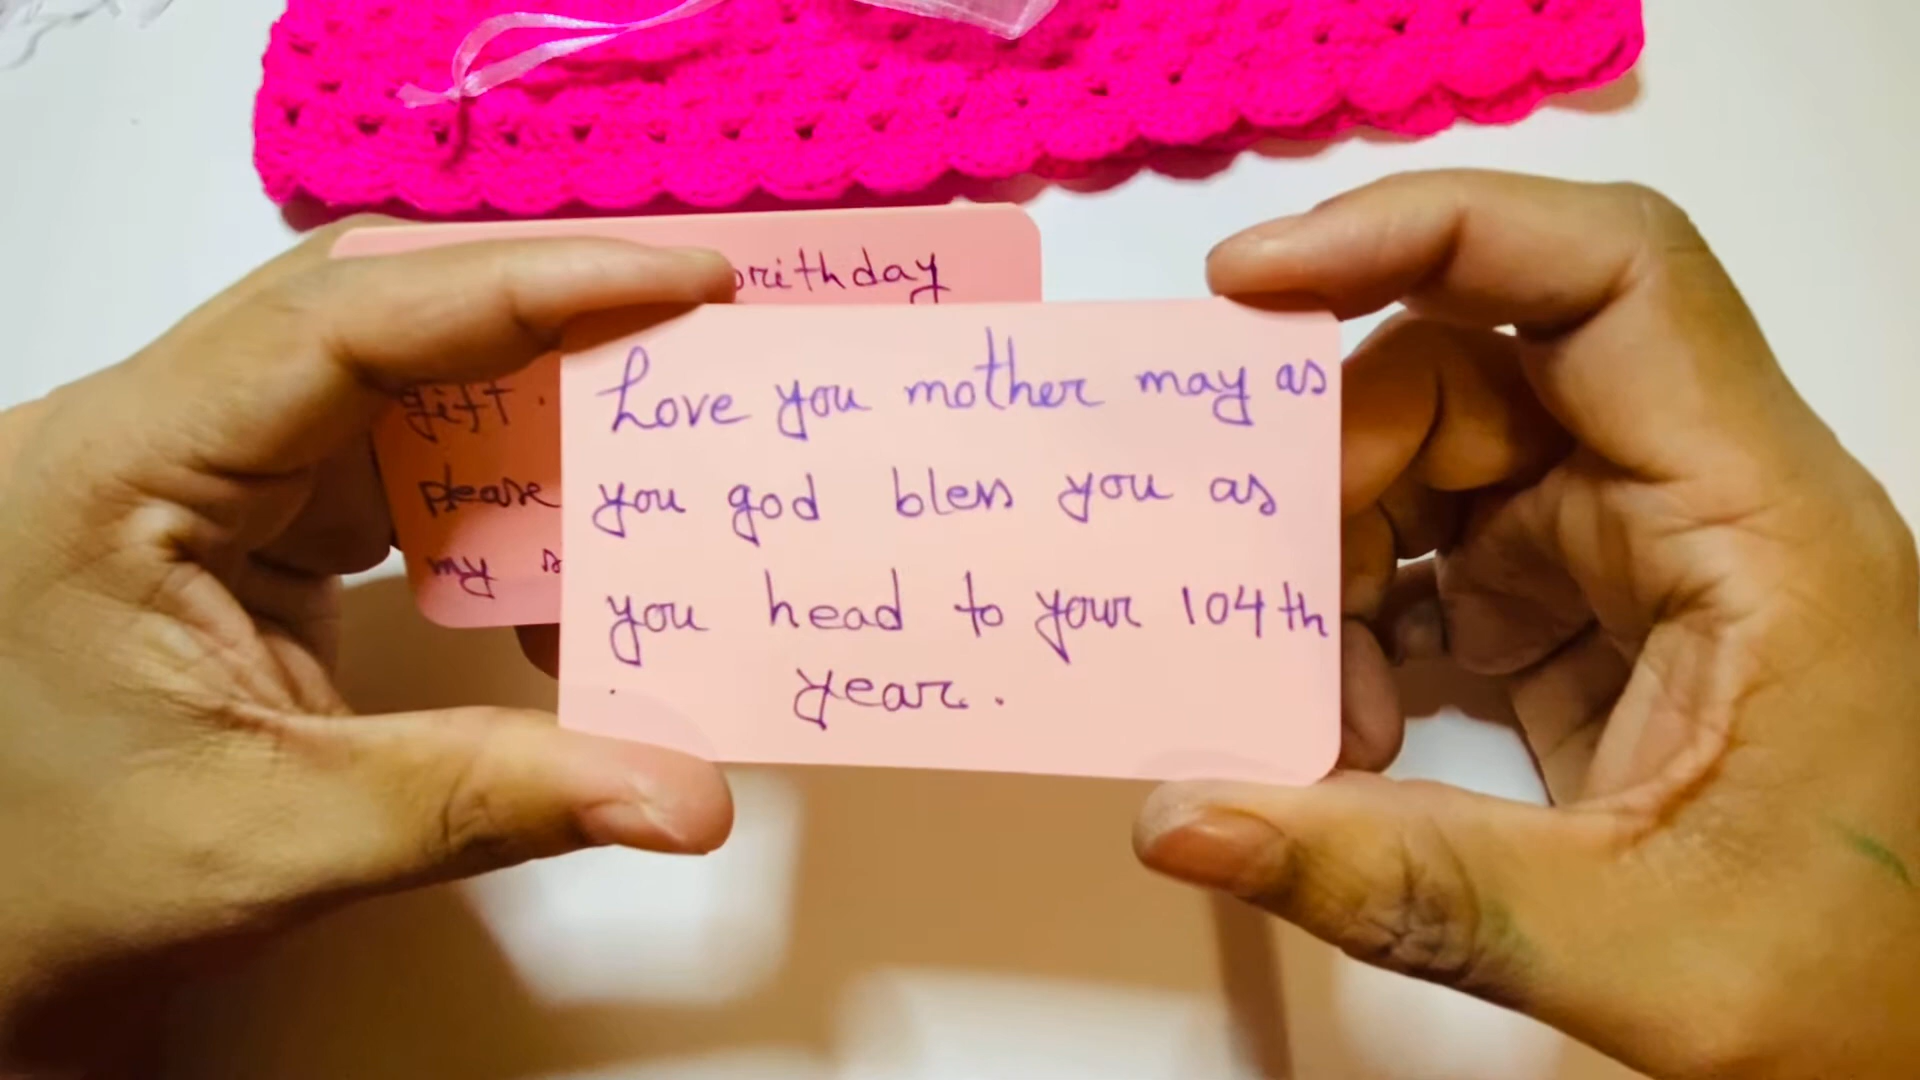 brithday
gift.
please
my
Love you mother may as
you god bless you as
you head to your 104th
year.